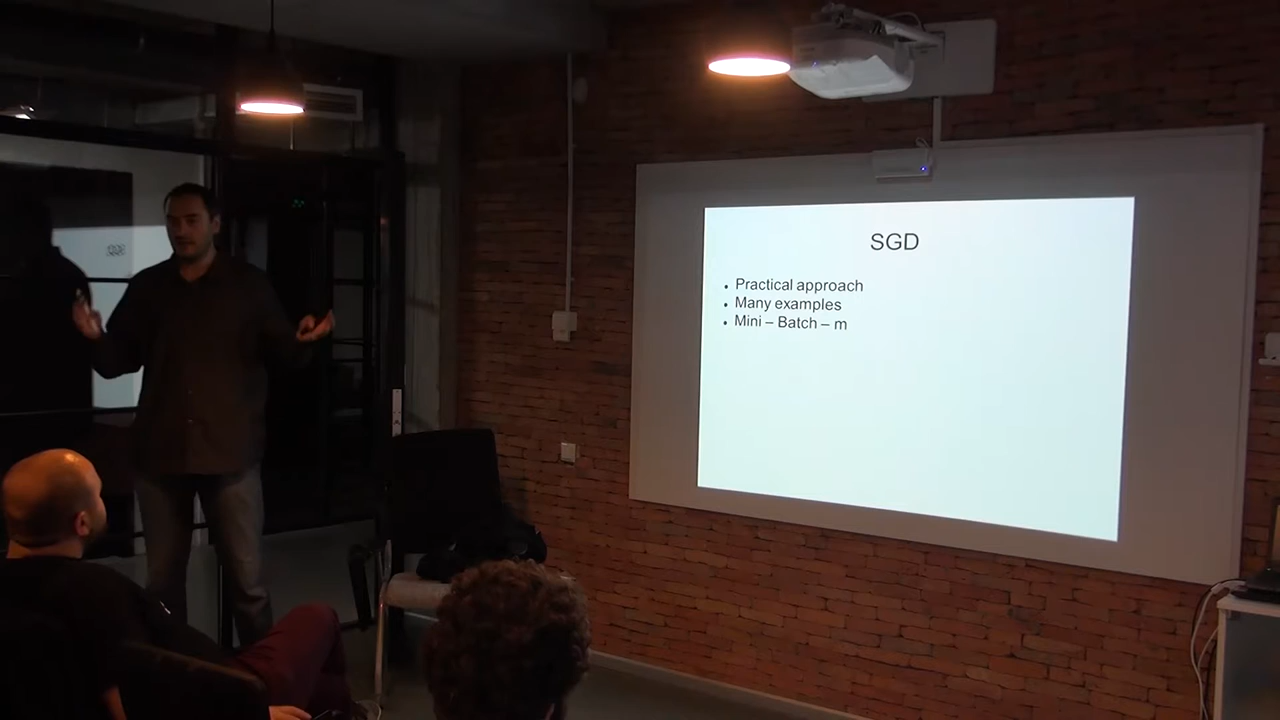 SGD
• Practical approach
• Many examples
• Mini – Batch – m